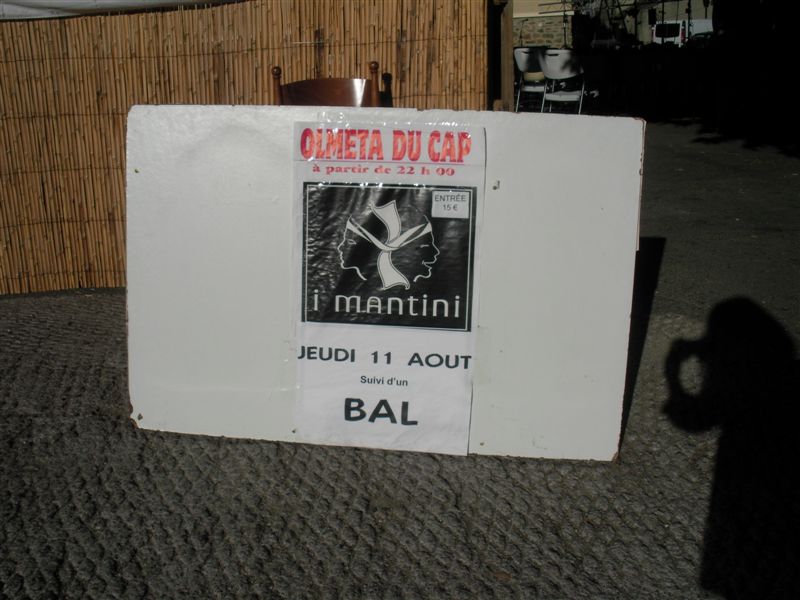 OLMETA DU CAP
à partir de 22 h 00
ENTRÉE
15 €
i mantini
JEUDI 11 AOUT
Suivi d'un
BAL